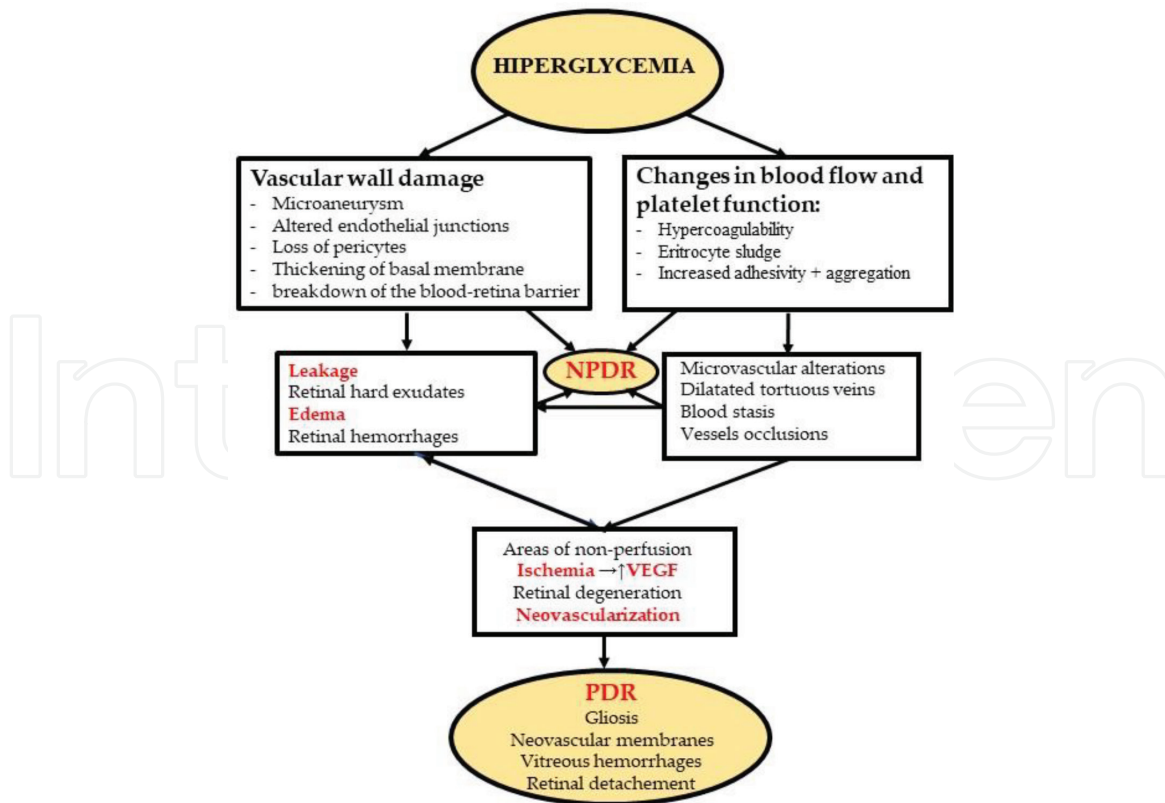 HIPERGLYCEMIA
Vascular wall damage
- Microaneurysm
- Altered endothelial junctions
- Loss of pericytes
- Thickening of basal membrane
- breakdown of the blood-retina barrier
Changes in blood flow and
platelet function:
- Hypercoagulability
- Eritrocyte sludge
- Increased adhesivity + aggregation
Leakage
Retinal hard exudates
Edema
Retinal hemorrhages
NPDR
Microvascular alterations
Dilatated tortuous veins
Blood stasis
Vessels occlusions
Areas of non-perfusion
Ischemia →↑VEGF
Retinal degeneration
Neovascularization
PDR
Gliosis
Neovascular membranes
Vitreous hemorrhages
Retinal detachement